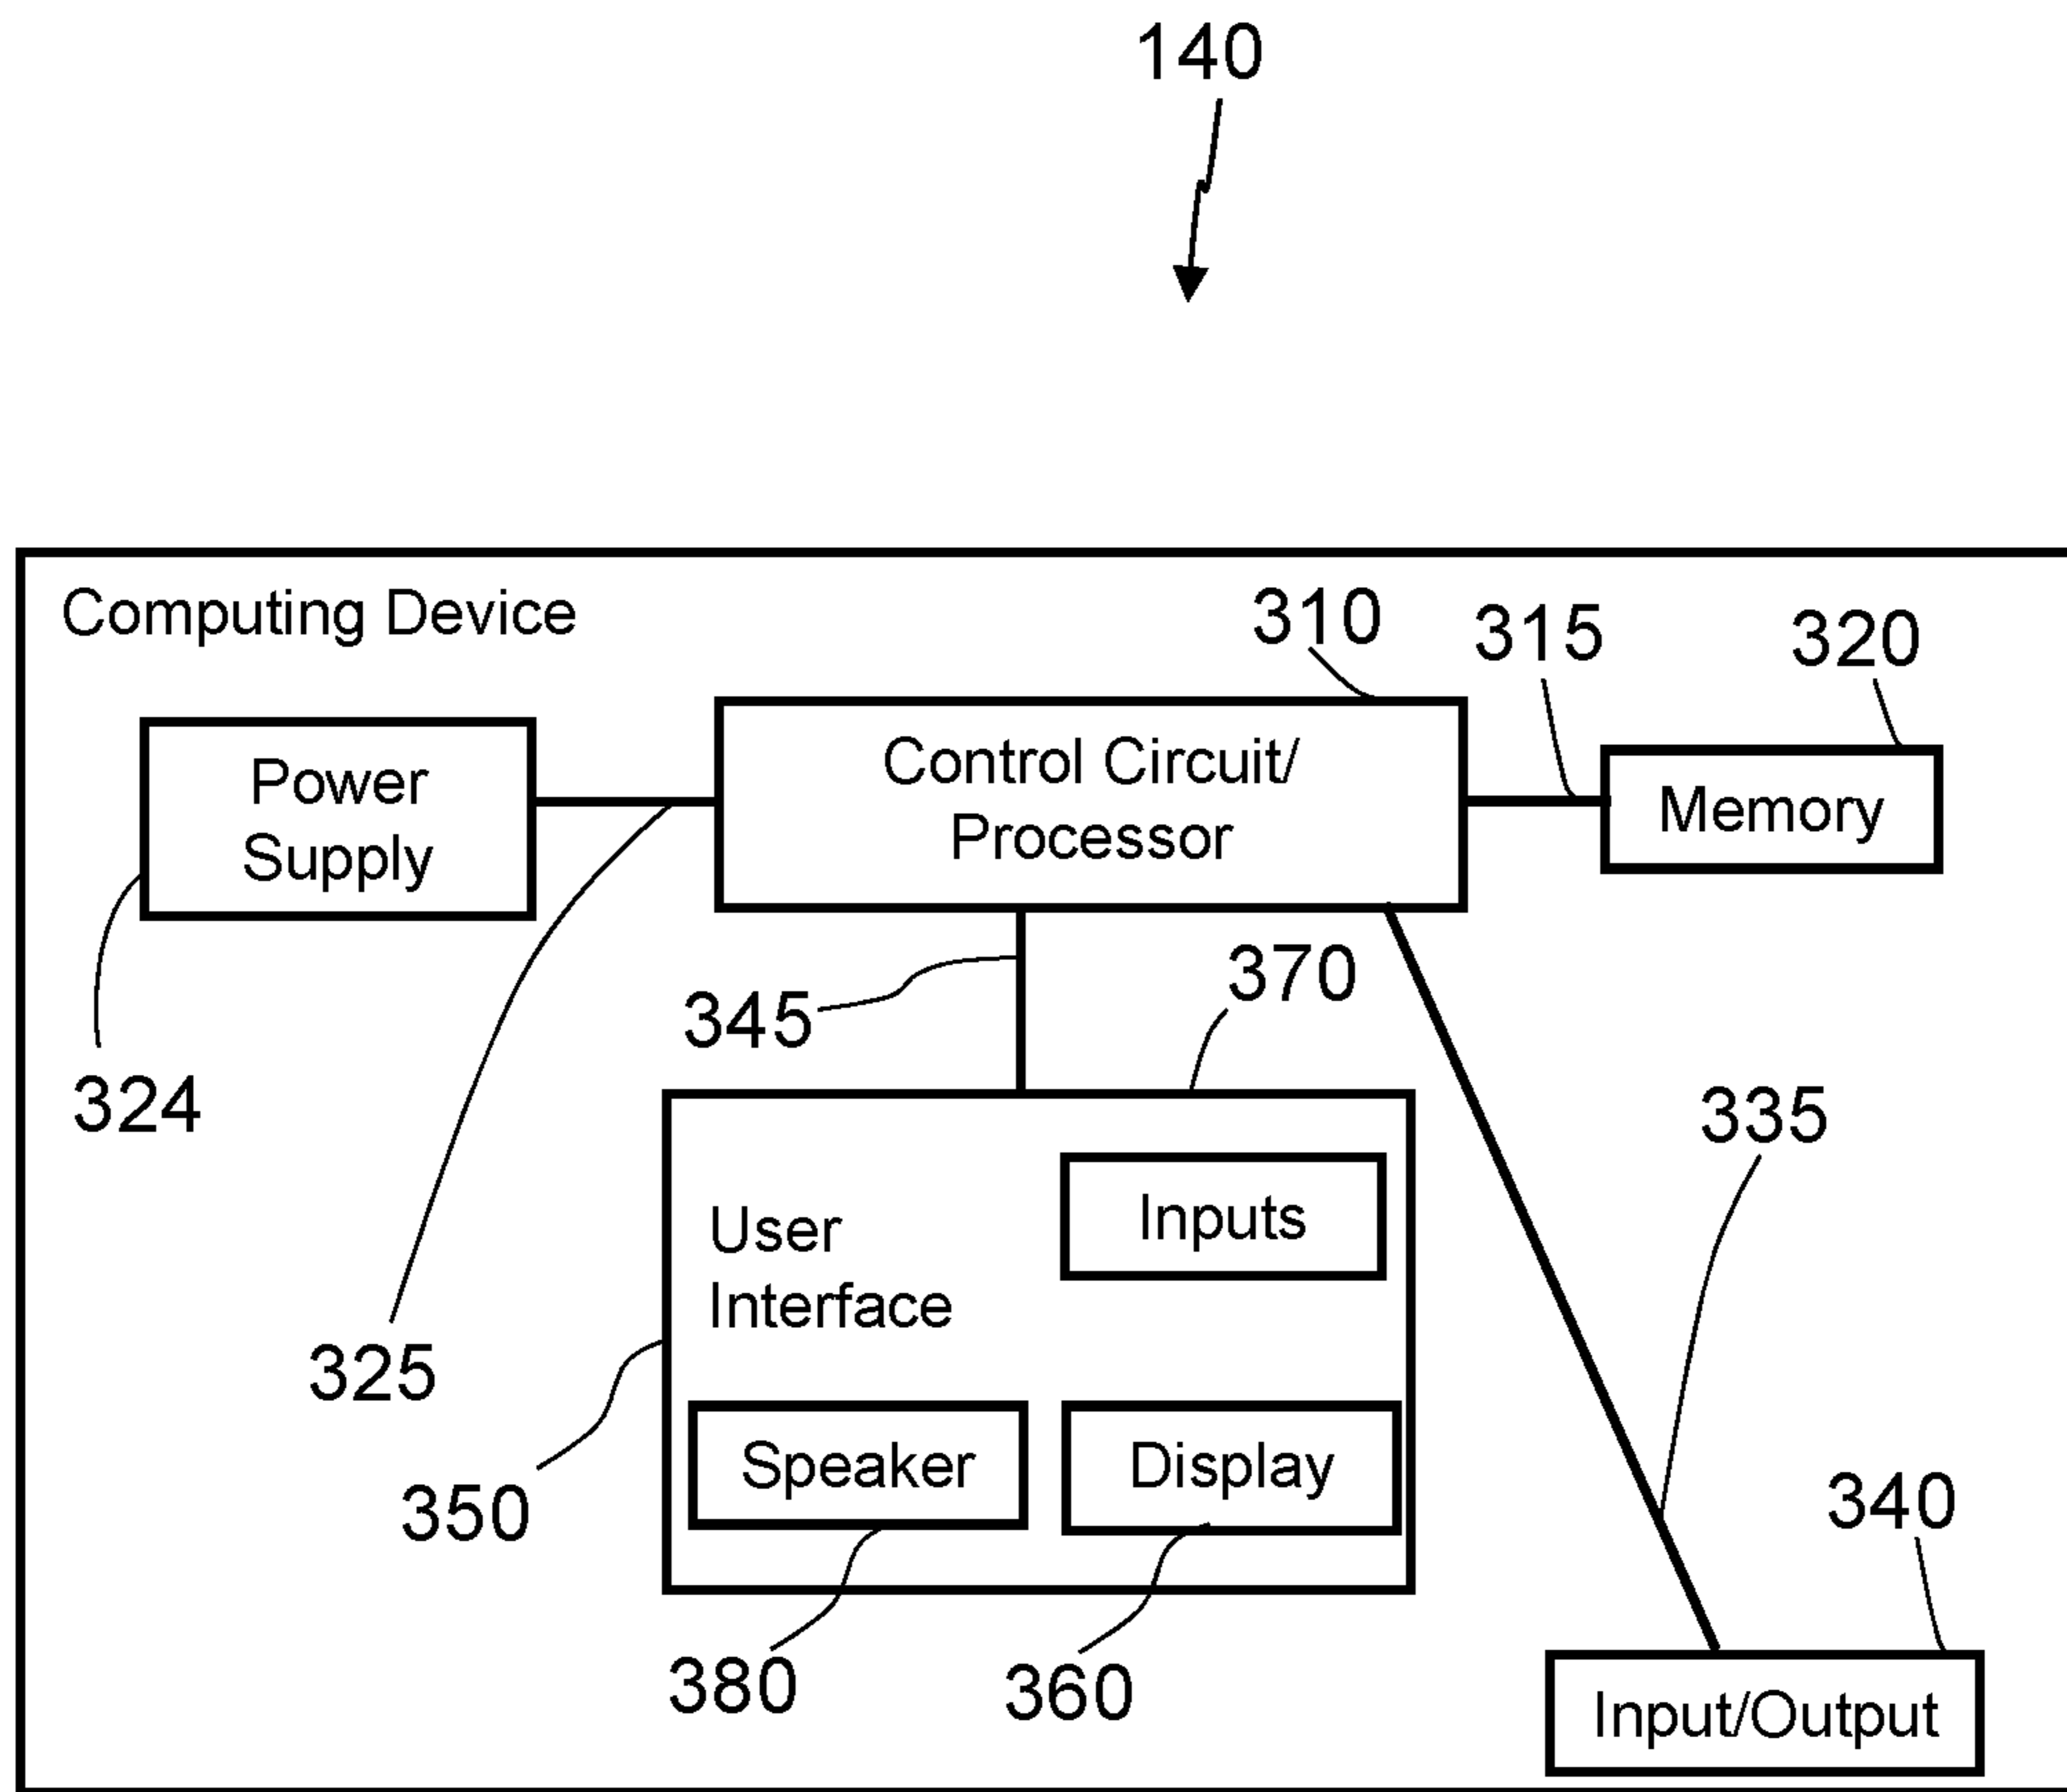 140
Computing Device
310
315
320
Power
Supply
Control Circuit/
Processor
Memory
345
370
324
335
User
Interface
Inputs
325
350
Speaker
Display
340
380
360
Input/Output